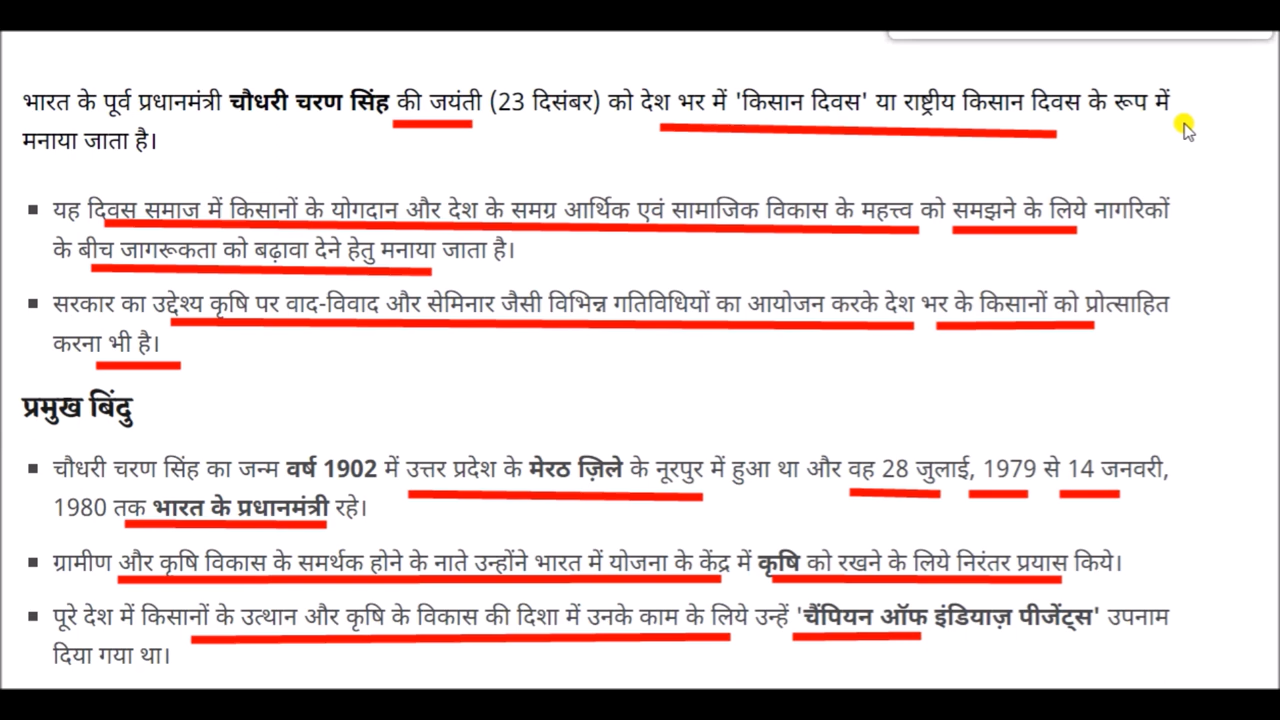 भारत के पूर्व प्रधानमंत्री चौधरी चरण सिंह की जयंती (23 दिसंबर) को देश भर में 'किसान दिवस' या राष्ट्रीय किसान दिवस के रूप में
मनाया जाता है।
▪ यह दिवस समाज में किसानों के योगदान और देश के समग्र आर्थिक एवं सामाजिक विकास के महत्त्व को समझने के लिये नागरिकों
के बीच जागरूकता को बढ़ावा देने हेतु मनाया जाता है।
▪ सरकार का उद्देश्य कृषि पर वाद-विवाद और सेमिनार जैसी विभिन्न गतिविधियों का आयोजन करके देश भर के किसानों को प्रोत्साहित
करना भी है।
प्रमुख बिंदु
▪ चौधरी चरण सिंह का जन्म वर्ष 1902 में उत्तर प्रदेश के मेरठ ज़िले के नूरपुर में हुआ था और वह 28 जुलाई, 1979 से 14 जनवरी,
1980 तक भारत के प्रधानमंत्री रहे।
▪ ग्रामीण और कृषि विकास के समर्थक होने के नाते उन्होंने भारत में योजना के केंद्र में कृषि को रखने के लिये निरंतर प्रयास किये।
▪ पूरे देश में किसानों के उत्थान और कृषि के विकास की दिशा में उनके काम के लिये उन्हें 'चैंपियन ऑफ इंडियाज़ पीजेंट्स' उपनाम
दिया गया था।